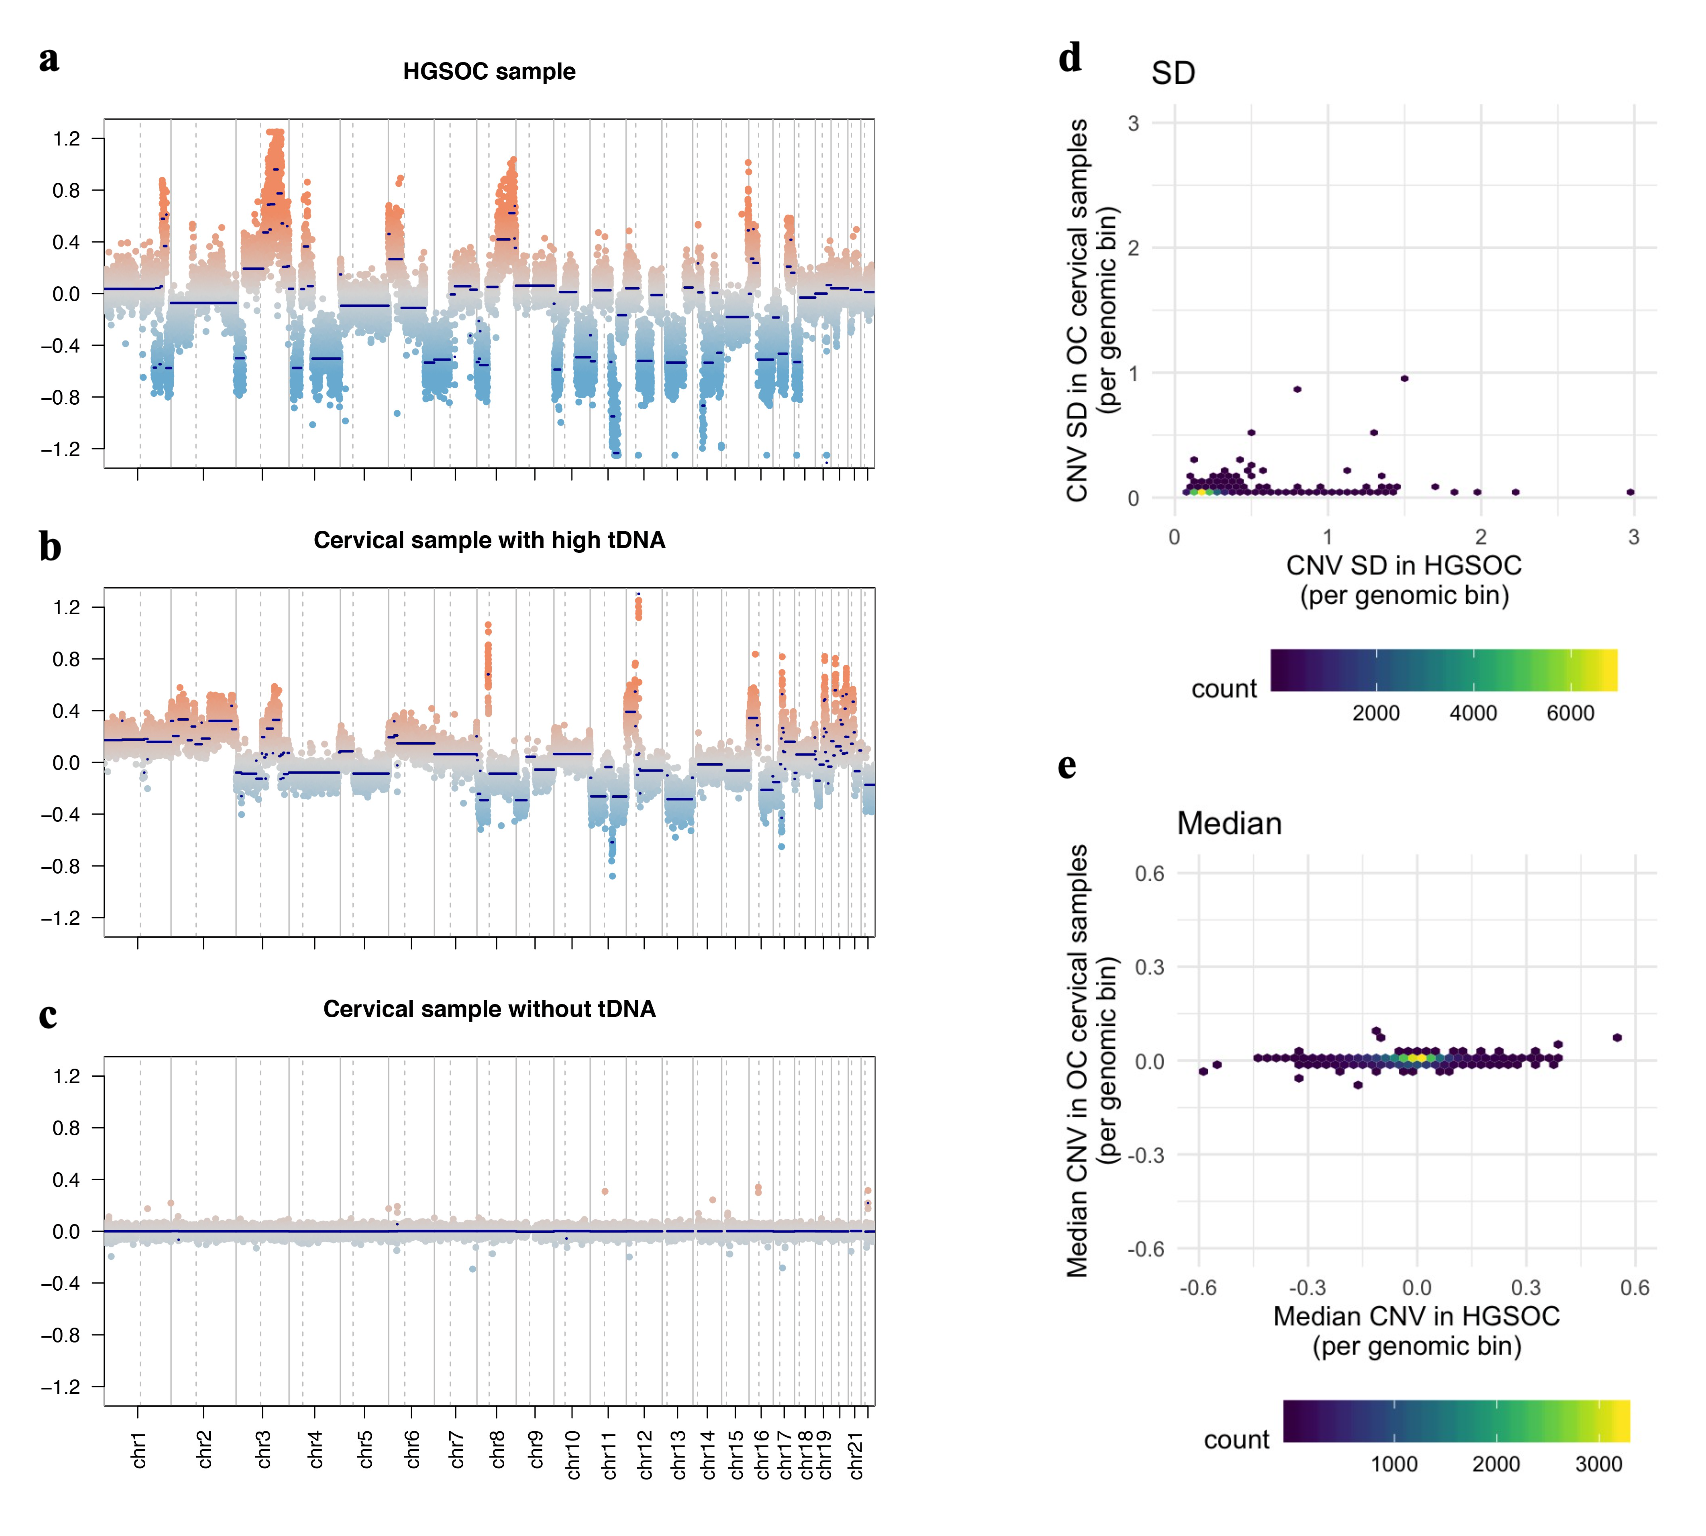 a
HGSOC sample
1.2
0.8
0.4
0.0
−0.4
−0.8
−1.2
b
Cervical sample with high tDNA
1.2
0.8
0.4
0.0
−0.4
−0.8
−1.2
c
Cervical sample without tDNA
1.2
0.8
0.4
0.0
−0.4
−0.8
−1.2
chr1
chr2
chr3
chr4
chr5
chr6
chr7
chr8
chr9
chr10
chr11
chr12
chr13
chr14
chr15
chr16
chr17
chr18
chr19
chr21
d
SD
CNV SD in OC cervical samples
(per genomic bin)
3
2
1
0
0 1 2 3
CNV SD in HGSOC
(per genomic bin)
count
2000 4000 6000
e
Median
Median CNV in OC cervical samples
(per genomic bin)
0.6
0.3
0.0
-0.3
-0.6
-0.6 -0.3 0.0 0.3 0.6
Median CNV in HGSOC
(per genomic bin)
count
1000 2000 3000